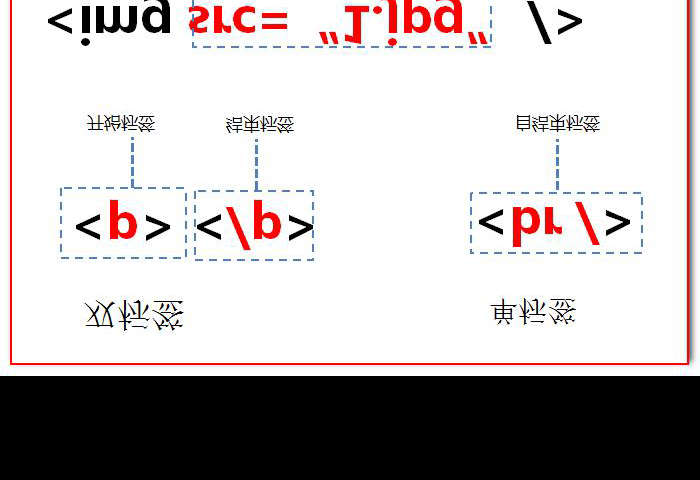 双标签 单标签
<p> </p> <br />
开始标签 结束标签 自结束标签
<img src= “1.jpg” />